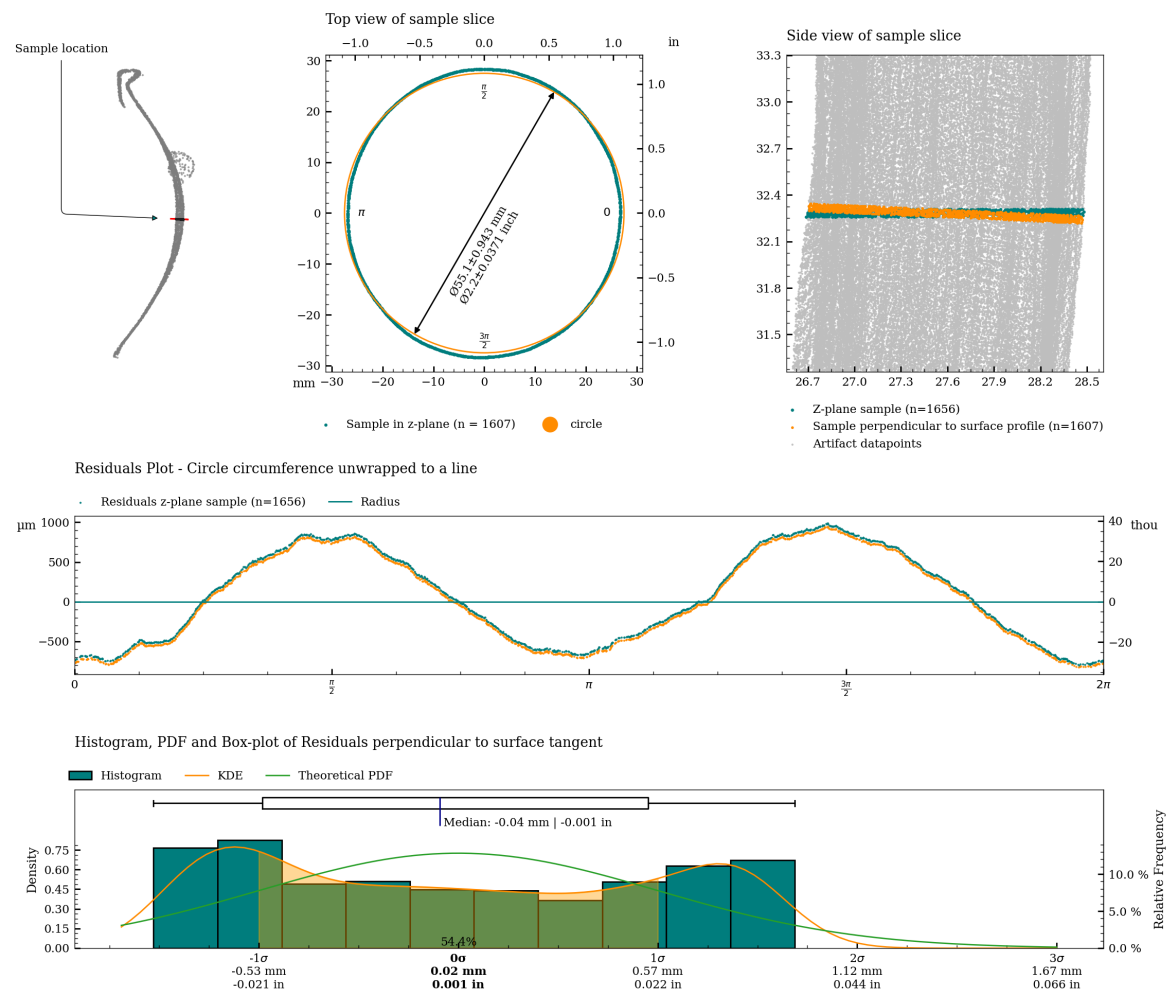 Sample location
Top view of sample slice
−1.0 −0.5 0.0 0.5 1.0 in
30
20
10
0
−10
−20
−30
mm −30 −20 −10 0 10 20 30
1.0
0.5
0.0
−0.5
−1.0
π/2
π
0
3π/2
Ø55.1±0.943 mm
Ø2.2±0.0371 inch
Sample in z-plane (n = 1607) circle
Side view of sample slice
33.3
33.0
32.7
32.4
32.1
31.8
31.5
26.7 27.0 27.3 27.6 27.9 28.2 28.5
Z-plane sample (n=1656)
Sample perpendicular to surface profile (n=1607)
Artifact datapoints
Residuals Plot - Circle circumference unwrapped to a line
Residuals z-plane sample (n=1656) Radius
µm 1000
500
0
−500
40 thou
20
0
−20
0 π/2 π 3π/2 2π
Histogram, PDF and Box-plot of Residuals perpendicular to surface tangent
Histogram KDE Theoretical PDF
Median: -0.04 mm | -0.001 in
Density
0.75
0.60
0.45
0.30
0.15
0.00
54.4%
10.0 %
5.0 %
0.0 %
Relative Frequency
-1σ 0σ 1σ 2σ 3σ
-0.53 mm 0.02 mm 0.57 mm 1.12 mm 1.67 mm
-0.021 in 0.001 in 0.022 in 0.044 in 0.066 in